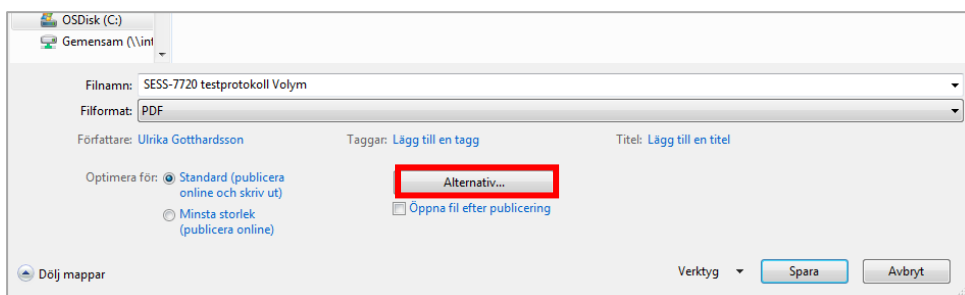 OSDisk (C:)
Gemensam (\\int
Filnamn: SESS-7720 testprotokoll Volym
Filformat: PDF
Författare: Ulrika Gotthardsson Taggar: Lägg till en tagg Titel: Lägg till en titel
Optimera för: Standard (publicera
online och skriv ut)
Minsta storlek
(publicera online)
Alternativ...
Öppna fil efter publicering
Dölj mappar Verktyg Spara Avbryt